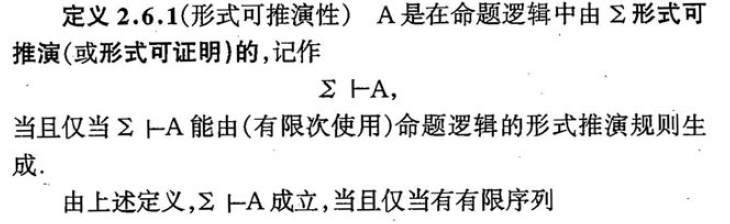 定义 2.6.1(形式可推演性) A 是在命题逻辑中由 Σ 形式可
推演(或形式可证明)的,记作
Σ ⊢A,
当且仅当 Σ ⊢A 能由(有限次使用)命题逻辑的形式推演规则生
成.
由上述定义,Σ ⊢A 成立,当且仅当有有限序列